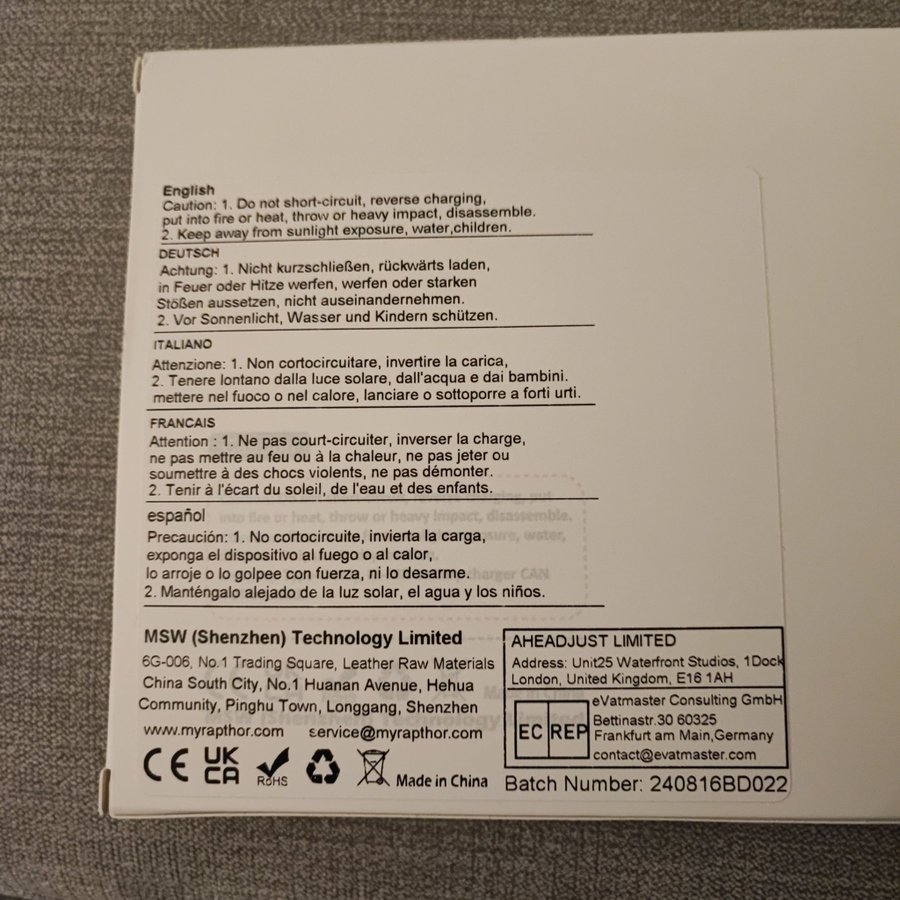 English
Caution: 1. Do not short-circuit, reverse charging,
put into fire or heat, throw or heavy impact, disassemble.
2. Keep away from sunlight exposure, water,children.
DEUTSCH
Achtung: 1. Nicht kurzschließen, rückwärts laden,
in Feuer oder Hitze werfen, werfen oder starken
Stößen aussetzen, nicht auseinandernehmen.
2. Vor Sonnenlicht, Wasser und Kindern schützen.
ITALIANO
Attenzione: 1. Non cortocircuitare, invertire la carica,
2. Tenere lontano dalla luce solare, dall'acqua e dai bambini.
mettere nel fuoco o nel calore, lanciare o sottoporre a forti urti.
FRANCAIS
Attention : 1. Ne pas court-circuiter, inverser la charge,
ne pas mettre au feu ou à la chaleur, ne pas jeter ou
soumettre à des chocs violents, ne pas démonter.
2. Tenir à l'écart du soleil, de l'eau et des enfants.
español
Precaución: 1. No cortocircuite, invierta la carga,
exponga el dispositivo al fuego o al calor,
lo arroje o lo golpee con fuerza, ni lo desarme.
2. Manténgalo alejado de la luz solar, el agua y los niños.
into fire or heat, throw or heavy impact, disassemble.
charger CAN
MSW (Shenzhen) Technology Limited
6G-006, No.1 Trading Square, Leather Raw Materials
China South City, No.1 Huanan Avenue, Hehua
Community, Pinghu Town, Longgang, Shenzhen
www.myrapthor.com service@myrapthor.com
CE UK CA RoHS Made in China
AHEADJUST LIMITED
Address: Unit25 Waterfront Studios, 1Dock
London, United Kingdom, E16 1AH
EC REP
eVatmaster Consulting GmbH
Bettinastr.30 60325
Frankfurt am Main,Germany
contact@evatmaster.com
Batch Number: 240816BD022